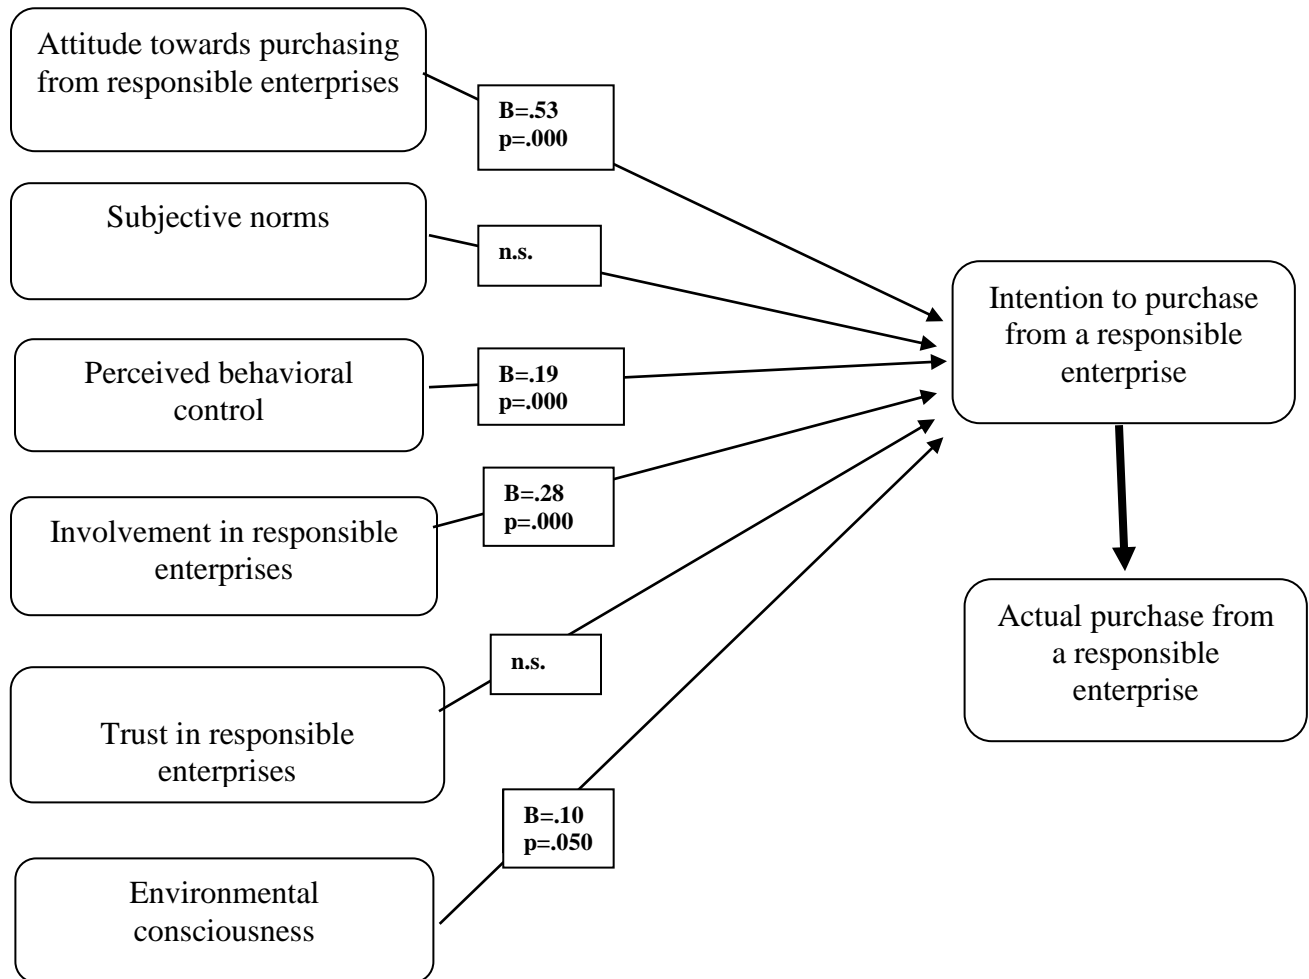 Attitude towards purchasing
from responsible enterprises
B=.53
p=.000
Subjective norms
n.s.
Perceived behavioral
control
B=.19
p=.000
Involvement in responsible
enterprises
B=.28
p=.000
Trust in responsible
enterprises
n.s.
Environmental
consciousness
B=.10
p=.050
Intention to purchase
from a responsible
enterprise
Actual purchase from
a responsible
enterprise